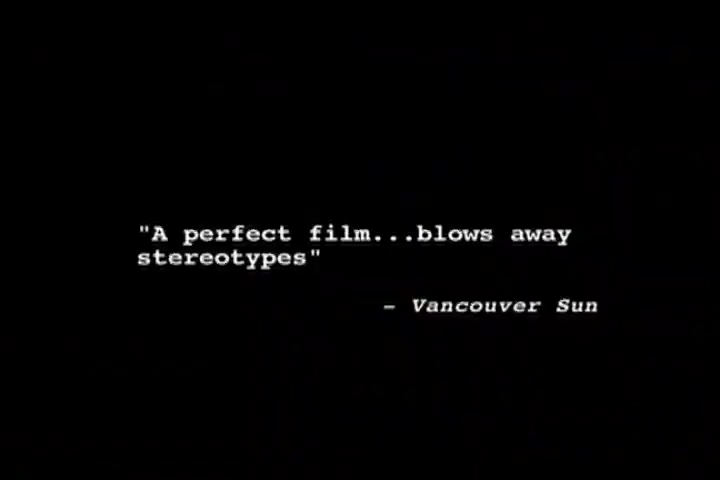 "A perfect film...blows away
stereotypes"
– Vancouver Sun